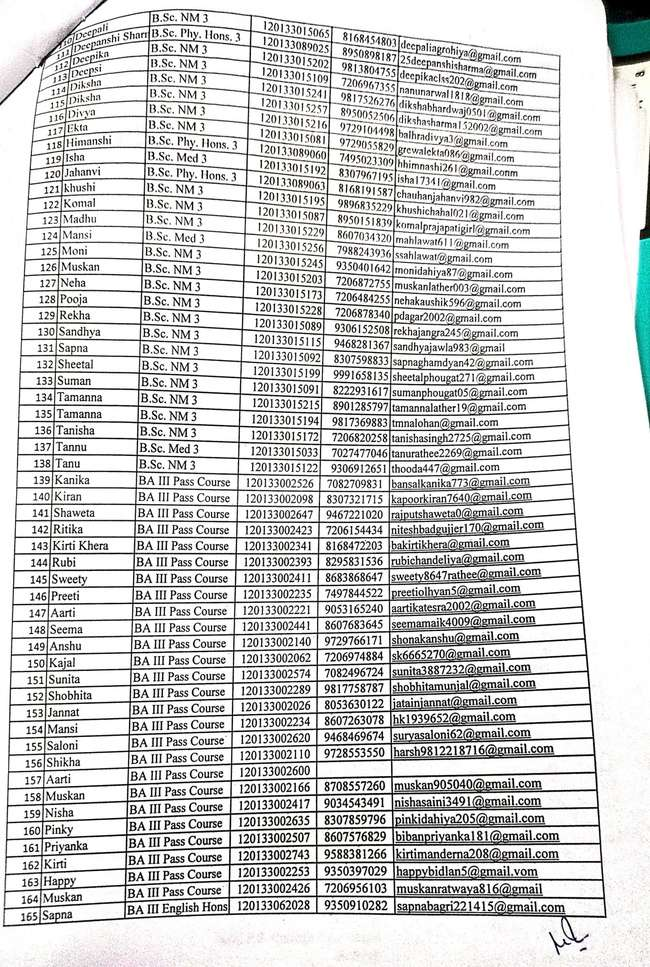 110 Deepali B.Sc. NM 3 120133015065 8168454803 deepaliagrohiya@gmail.com
111 Deepanshi Sharm B.Sc. Phy. Hons. 3 120133089025 8950898187 25deepanshisharma@gmail.com
112 Deepika B.Sc. NM 3 120133015202 9813804755 deepikaclss202@gmail.com
113 Deepsi B.Sc. NM 3 120133015109 7206967355 nanunarwal1818@gmail.com
114 Diksha B.Sc. NM 3 120133015241 9817526276 dikshabhardwaj0501@gmail.com
115 Diksha B.Sc. NM 3 120133015257 8950052506 dikshasharma152002@gmail.com
116 Divya B.Sc. NM 3 120133015216 9729104498 balhradivya3@gmail.com
117 Ekta B.Sc. NM 3 120133015081 9729055829 grewalekta086@gmail.com
118 Himanshi B.Sc. Phy. Hons. 3 120133089060 7495023309 hhimnashi261@gmail.conm
119 Isha B.Sc. Med 3 120133015192 8307967195 isha17341@gmail.com
120 Jahanvi B.Sc. Phy. Hons. 3 120133089063 8168191587 chauhanjahanvi982@gmail.com
121 khushi B.Sc. NM 3 120133015195 9896835229 khushichahal021@gmail.com
122 Komal B.Sc. NM 3 120133015087 8950151839 komalprajapatigirl@gmail.com
123 Madhu B.Sc. NM 3 120133015229 8607034320 mahlawat611@gmail.com
124 Mansi B.Sc. Med 3 120133015256 7988243936 ssahlawat@gmail.com
125 Moni B.Sc. NM 3 120133015245 9350401642 monidahiya87@gmail.com
126 Muskan B.Sc. NM 3 120133015203 7206872755 muskanlather003@gmail.com
127 Neha B.Sc. NM 3 120133015173 7206484255 nehakaushik596@gmail.com
128 Pooja B.Sc. NM 3 120133015228 7206878340 pdagar2002@gmail.com
129 Rekha B.Sc. NM 3 120133015089 9306152508 rekhajangra245@gmail.com
130 Sandhya B.Sc. NM 3 120133015115 9468281367 sandhyajawla983@gmail
131 Sapna B.Sc. NM 3 120133015092 8307598833 sapnaghamdyan42@gmail.com
132 Sheetal B.Sc. NM 3 120133015199 9991658135 sheetalphougat271@gmail.com
133 Suman B.Sc. NM 3 120133015091 8222931617 sumanphougat05@gmail.com
134 Tamanna B.Sc. NM 3 120133015215 8901285797 tamannalather19@gmail.com
135 Tamanna B.Sc. NM 3 120133015194 9817369883 tmnalohan@gmail.com
136 Tanisha B.Sc. NM 3 120133015172 7206820258 tanishasingh2725@gmail.com
137 Tannu B.Sc. Med 3 120133015033 7027477046 tanurathee2269@gmail.com
138 Tanu B.Sc. NM 3 120133015122 9306912651 thooda447@gmail.com
139 Kanika BA III Pass Course 120133002526 7082709831 bansalkanika773@gmail.com
140 Kiran BA III Pass Course 120133002098 8307321715 kapoorkiran7640@gmail.com
141 Shaweta BA III Pass Course 120133002647 9467221020 rajputshaweta0@gmail.com
142 Ritika BA III Pass Course 120133002423 7206154434 niteshbadgujjer170@gmail.com
143 Kirti Khera BA III Pass Course 120133002341 8168472203 bakirtikhera@gmail.com
144 Rubi BA III Pass Course 120133002393 8295831536 rubichandeliya@gmail.com
145 Sweety BA III Pass Course 120133002411 8683868647 sweety8647rathee@gmail.com
146 Preeti BA III Pass Course 120133002235 7497844522 preetiolhyan5@gmail.com
147 Aarti BA III Pass Course 120133002221 9053165240 aartikatesra2002@gmail.com
148 Seema BA III Pass Course 120133002441 8607683645 seemamaik4009@gmail.com
149 Anshu BA III Pass Course 120133002140 9729766171 shonakanshu@gmail.com
150 Kajal BA III Pass Course 120133002062 7206974884 sk6665270@gmail.com
151 Sunita BA III Pass Course 120133002574 7082496724 sunita3887232@gmail.com
152 Shobhita BA III Pass Course 120133002289 9817758787 shobhitamunjal@gmail.com
153 Jannat BA III Pass Course 120133002026 8053630122 jatainjannat@gmail.com
154 Mansi BA III Pass Course 120133002234 8607263078 hk1939652@gmail.com
155 Saloni BA III Pass Course 120133002620 9468469674 suryasaloni62@gmail.com
156 Shikha BA III Pass Course 120133002110 9728553550 harsh9812218716@gmail.com
157 Aarti BA III Pass Course 120133002600
158 Muskan BA III Pass Course 120133002166 8708557260 muskan905040@gmail.com
159 Nisha BA III Pass Course 120133002417 9034543491 nishasaini3491@gmail.com
160 Pinky BA III Pass Course 120133002635 8307859796 pinkidahiya205@gmail.com
161 Priyanka BA III Pass Course 120133002507 8607576829 bibanpriyanka181@gmail.com
162 Kirti BA III Pass Course 120133002743 9588381266 kirtimanderna208@gmail.com
163 Happy BA III Pass Course 120133002253 9350397029 happybidlan5@gmail.vom
164 Muskan BA III Pass Course 120133002426 7206956103 muskanratwaya816@gmail
165 Sapna BA III English Hons 120133062028 9350910282 sapnabagri221415@gmail.com